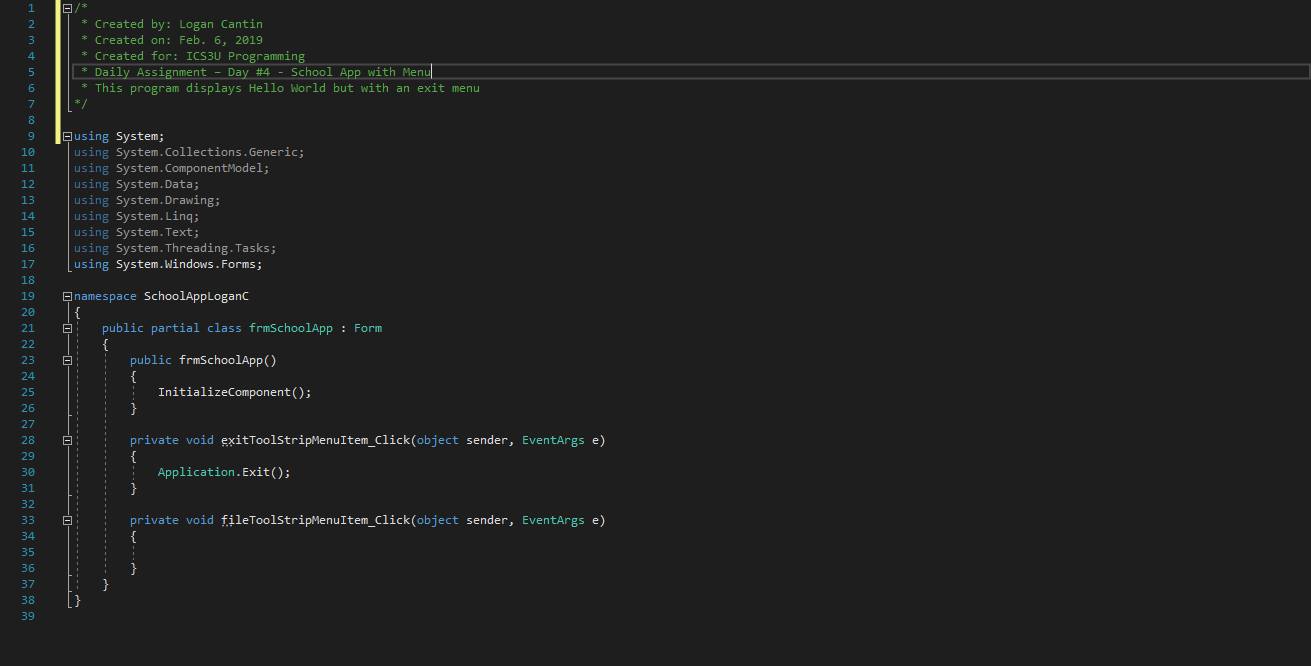 1 /*
2 * Created by: Logan Cantin
3 * Created on: Feb. 6, 2019
4 * Created for: ICS3U Programming
5 * Daily Assignment – Day #4 - School App with Menu
6 * This program displays Hello World but with an exit menu
7 */
8
9 using System;
10 using System.Collections.Generic;
11 using System.ComponentModel;
12 using System.Data;
13 using System.Drawing;
14 using System.Linq;
15 using System.Text;
16 using System.Threading.Tasks;
17 using System.Windows.Forms;
18
19 namespace SchoolAppLoganC
20 {
21 public partial class frmSchoolApp : Form
22 {
23 public frmSchoolApp()
24 {
25 InitializeComponent();
26 }
27
28 private void exitToolStripMenuItem_Click(object sender, EventArgs e)
29 {
30 Application.Exit();
31 }
32
33 private void fileToolStripMenuItem_Click(object sender, EventArgs e)
34 {
35
36 }
37 }
38 }
39